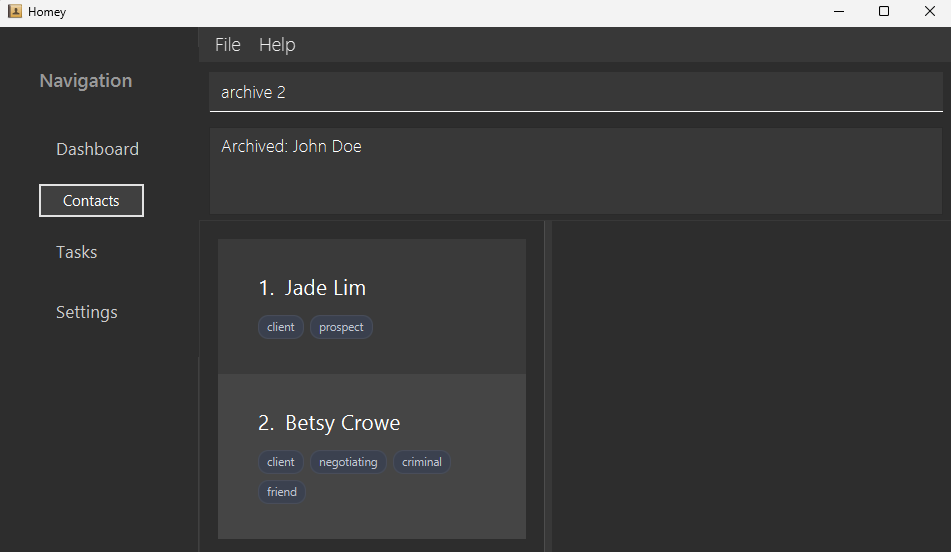 Homey
File Help
Navigation
archive 2
Archived: John Doe
Dashboard
Contacts
Tasks
Settings
1. Jade Lim
client prospect
2. Betsy Crowe
client negotiating criminal
friend